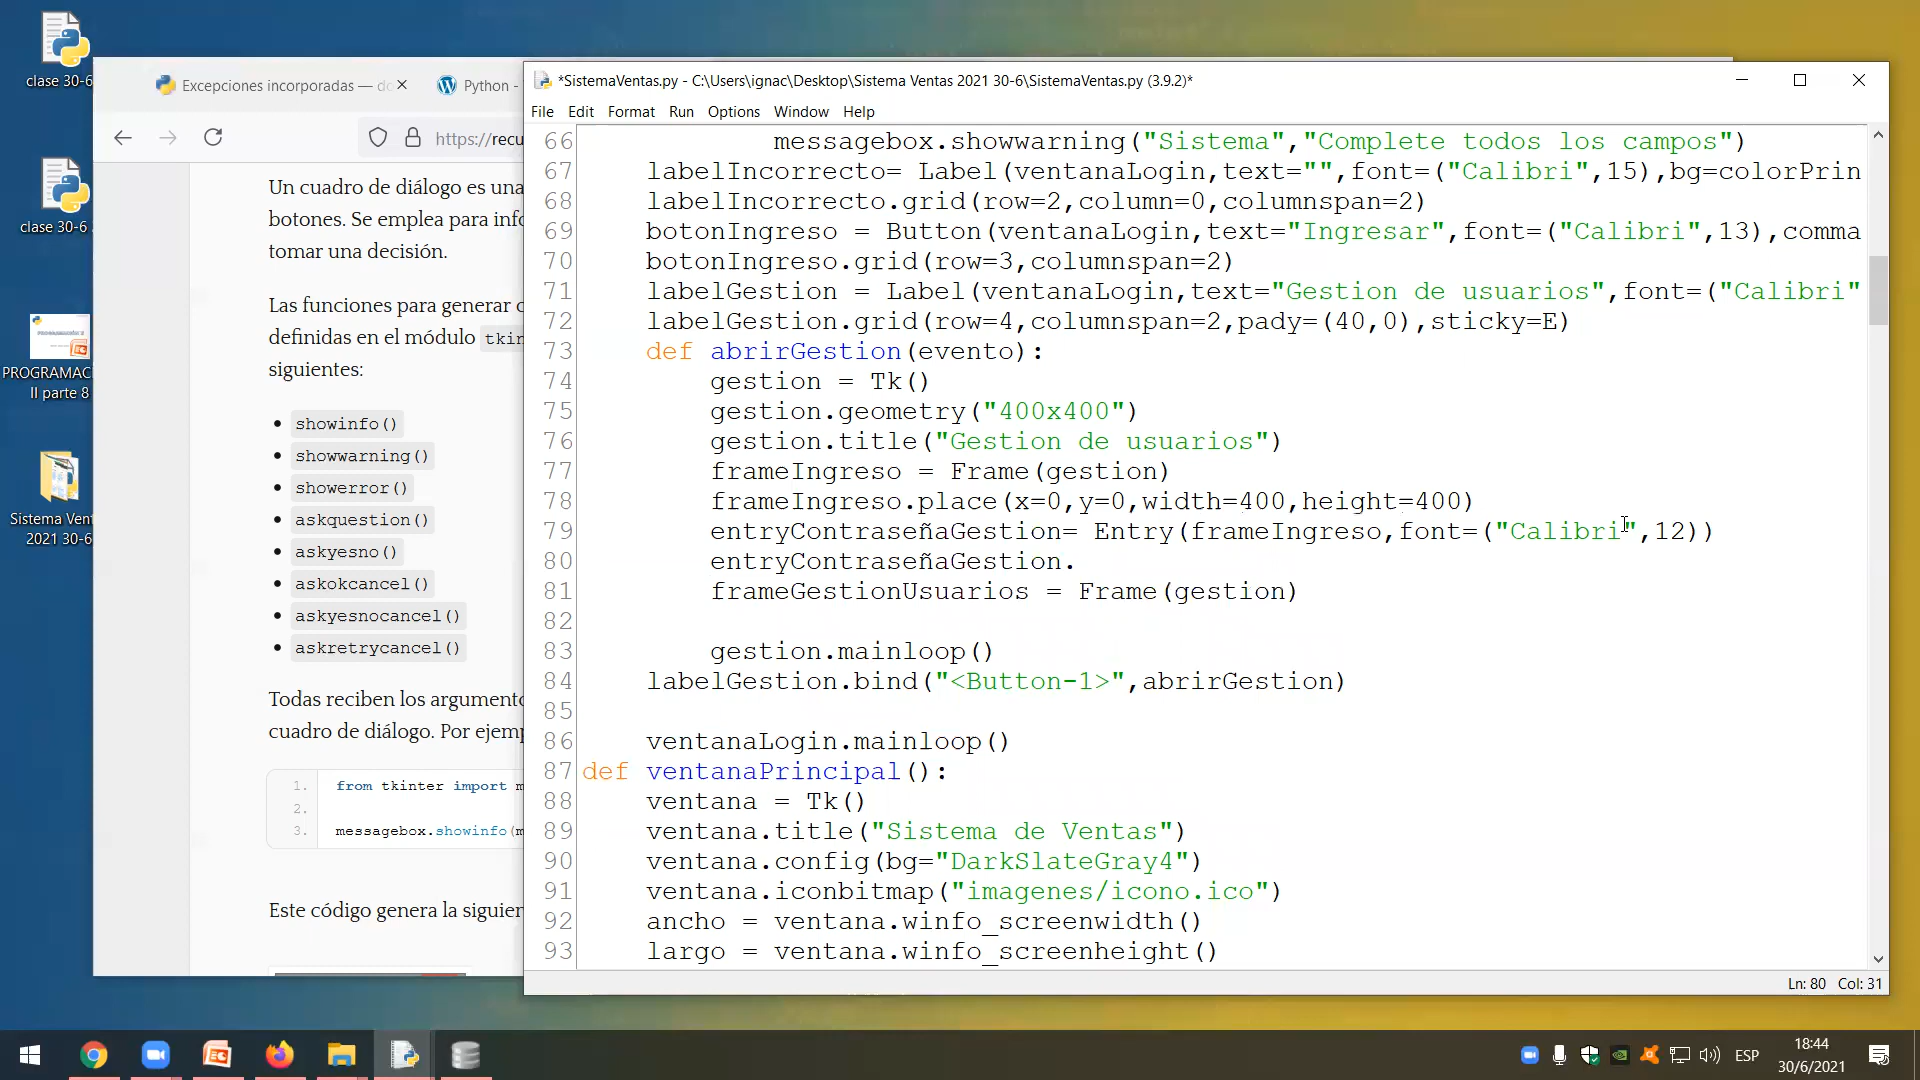 clase 30-6
clase 30-6
PROGRAMAC
II parte 8
Sistema Ven
2021 30-6
Excepciones incorporadas — do
Python -
https://recu
Un cuadro de diálogo es una
botones. Se emplea para info
tomar una decisión.
Las funciones para generar c
definidas en el módulo tkin
siguientes:
showinfo()
showwarning()
showerror()
askquestion()
askyesno()
askokcancel()
askyesnocancel()
askretrycancel()
Todas reciben los argumento
cuadro de diálogo. Por ejemp
1. from tkinter import m
2.
3. messagebox.showinfo(m
Este código genera la siguien
*SistemaVentas.py - C:\Users\ignac\Desktop\Sistema Ventas 2021 30-6\SistemaVentas.py (3.9.2)*
File Edit Format Run Options Window Help
66 messagebox.showwarning("Sistema","Complete todos los campos")
67 labelIncorrecto= Label(ventanaLogin,text="",font=("Calibri",15),bg=colorPrin
68 labelIncorrecto.grid(row=2,column=0,columnspan=2)
69 botonIngreso = Button(ventanaLogin,text="Ingresar",font=("Calibri",13),comma
70 botonIngreso.grid(row=3,columnspan=2)
71 labelGestion = Label(ventanaLogin,text="Gestion de usuarios",font=("Calibri"
72 labelGestion.grid(row=4,columnspan=2,pady=(40,0),sticky=E)
73 def abrirGestion(evento):
74 gestion = Tk()
75 gestion.geometry("400x400")
76 gestion.title("Gestion de usuarios")
77 frameIngreso = Frame(gestion)
78 frameIngreso.place(x=0,y=0,width=400,height=400)
79 entryContraseñaGestion= Entry(frameIngreso,font=("Calibri",12))
80 entryContraseñaGestion.
81 frameGestionUsuarios = Frame(gestion)
82
83 gestion.mainloop()
84 labelGestion.bind("<Button-1>",abrirGestion)
85
86 ventanaLogin.mainloop()
87 def ventanaPrincipal():
88 ventana = Tk()
89 ventana.title("Sistema de Ventas")
90 ventana.config(bg="DarkSlateGray4")
91 ventana.iconbitmap("imagenes/icono.ico")
92 ancho = ventana.winfo_screenwidth()
93 largo = ventana.winfo_screenheight()
Ln: 80 Col: 31
ESP
18:44
30/6/2021